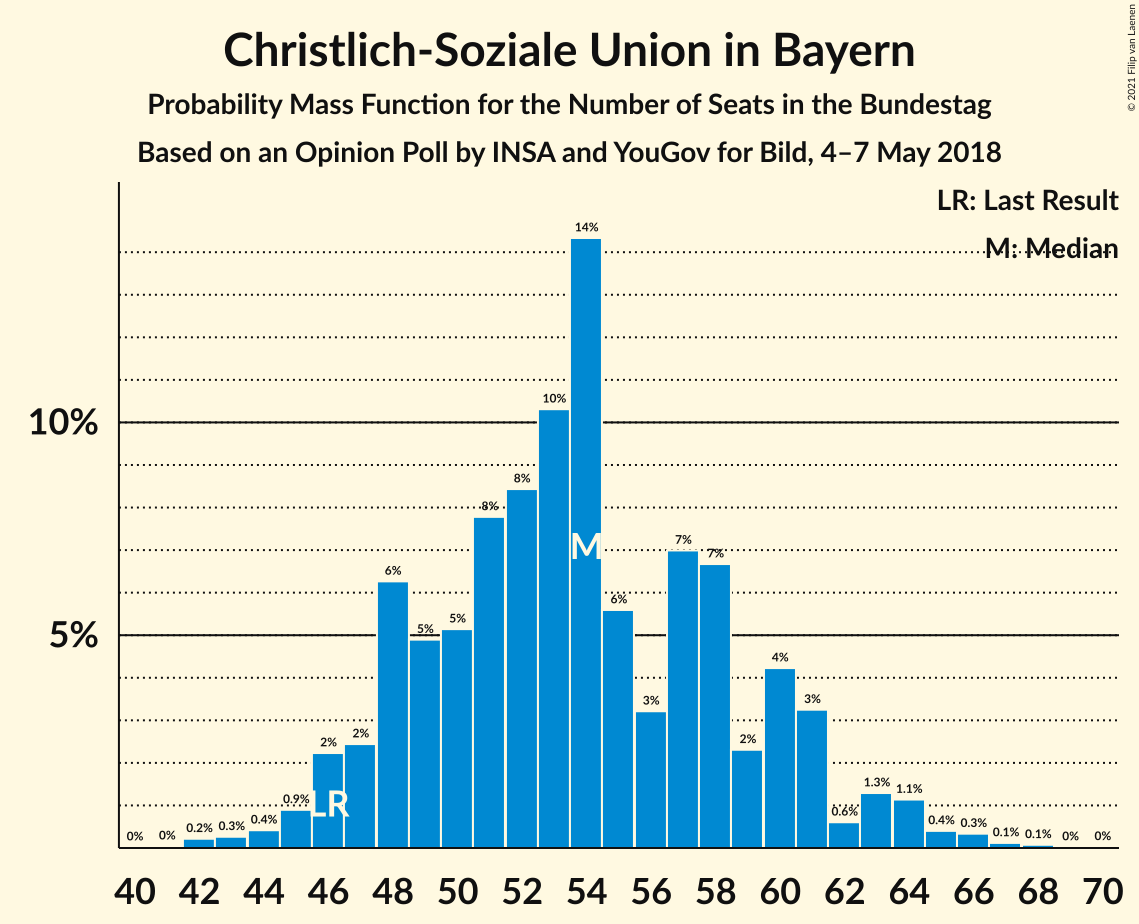 Christlich-Soziale Union in Bayern
Probability Mass Function for the Number of Seats in the Bundestag
Based on an Opinion Poll by INSA and YouGov for Bild, 4–7 May 2018
© 2021 Filip van Laenen
LR: Last Result
M: Median
10%
5%
0% 0% 0.2% 0.3% 0.4% 0.9% 2% 2% 6% 5% 5% 8% 8% 10% 14% 6% 3% 7% 7% 2% 4% 3% 0.6% 1.3% 1.1% 0.4% 0.3% 0.1% 0.1% 0% 0%
M
LR
40 42 44 46 48 50 52 54 56 58 60 62 64 66 68 70